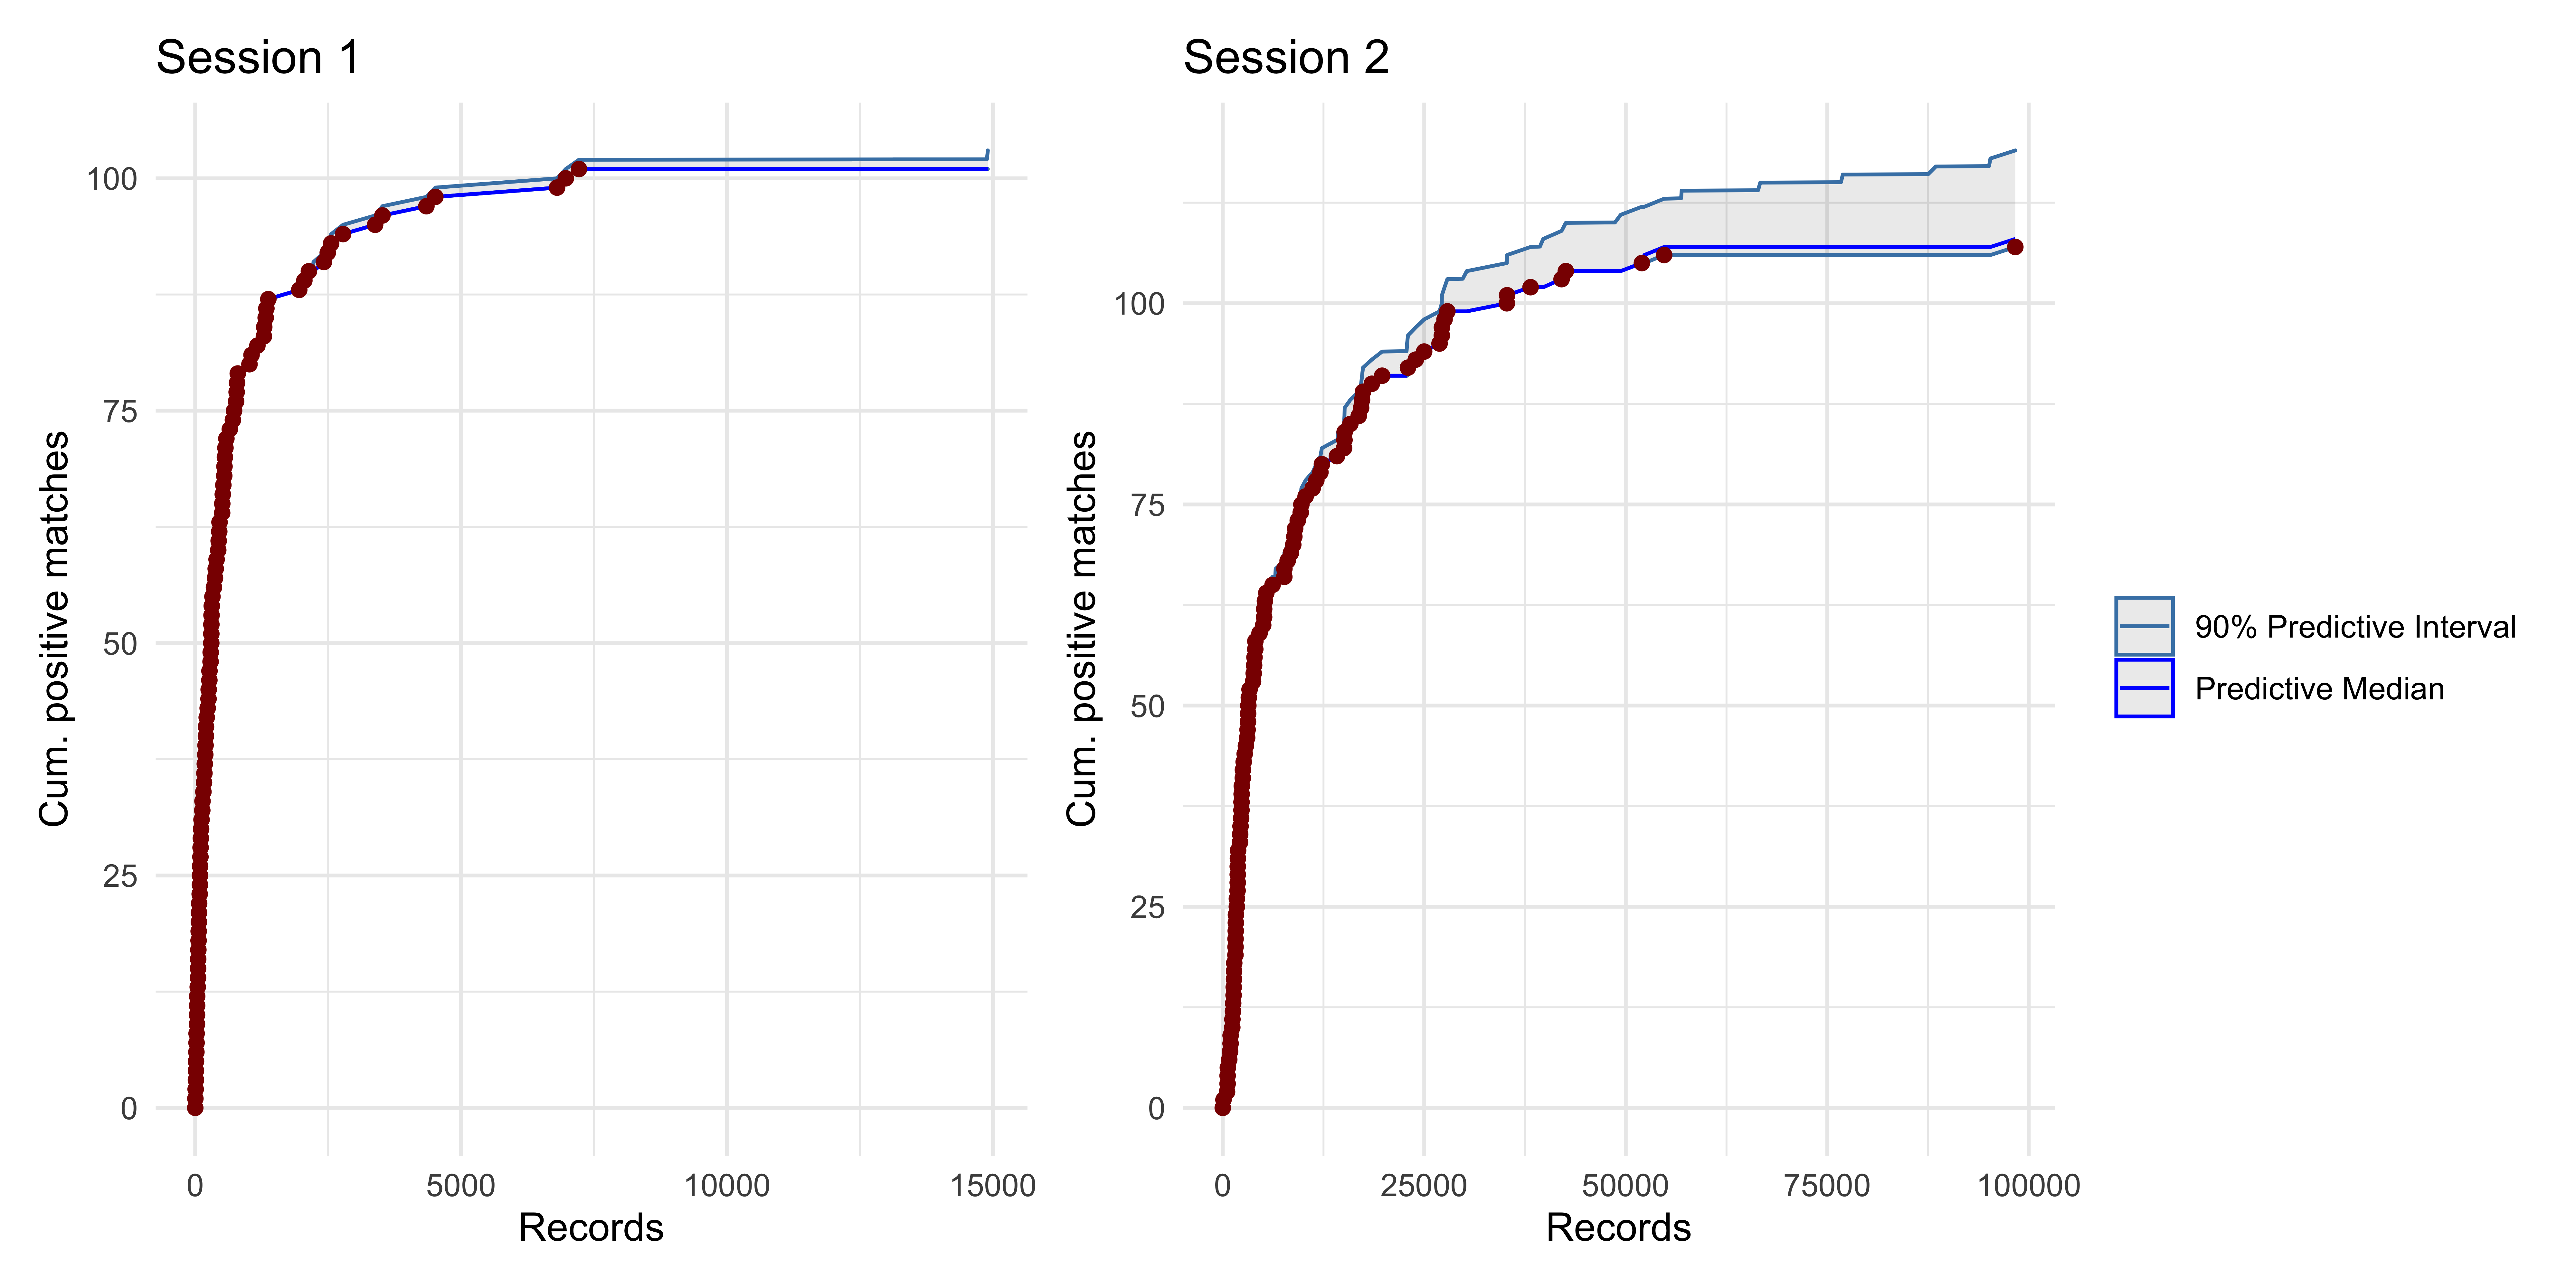 Session 1
Cum. positive matches
100
75
50
25
0
0 5000 10000 15000
Records
Session 2
Cum. positive matches
100
75
50
25
0
0 25000 50000 75000 100000
Records
90% Predictive Interval
Predictive Median